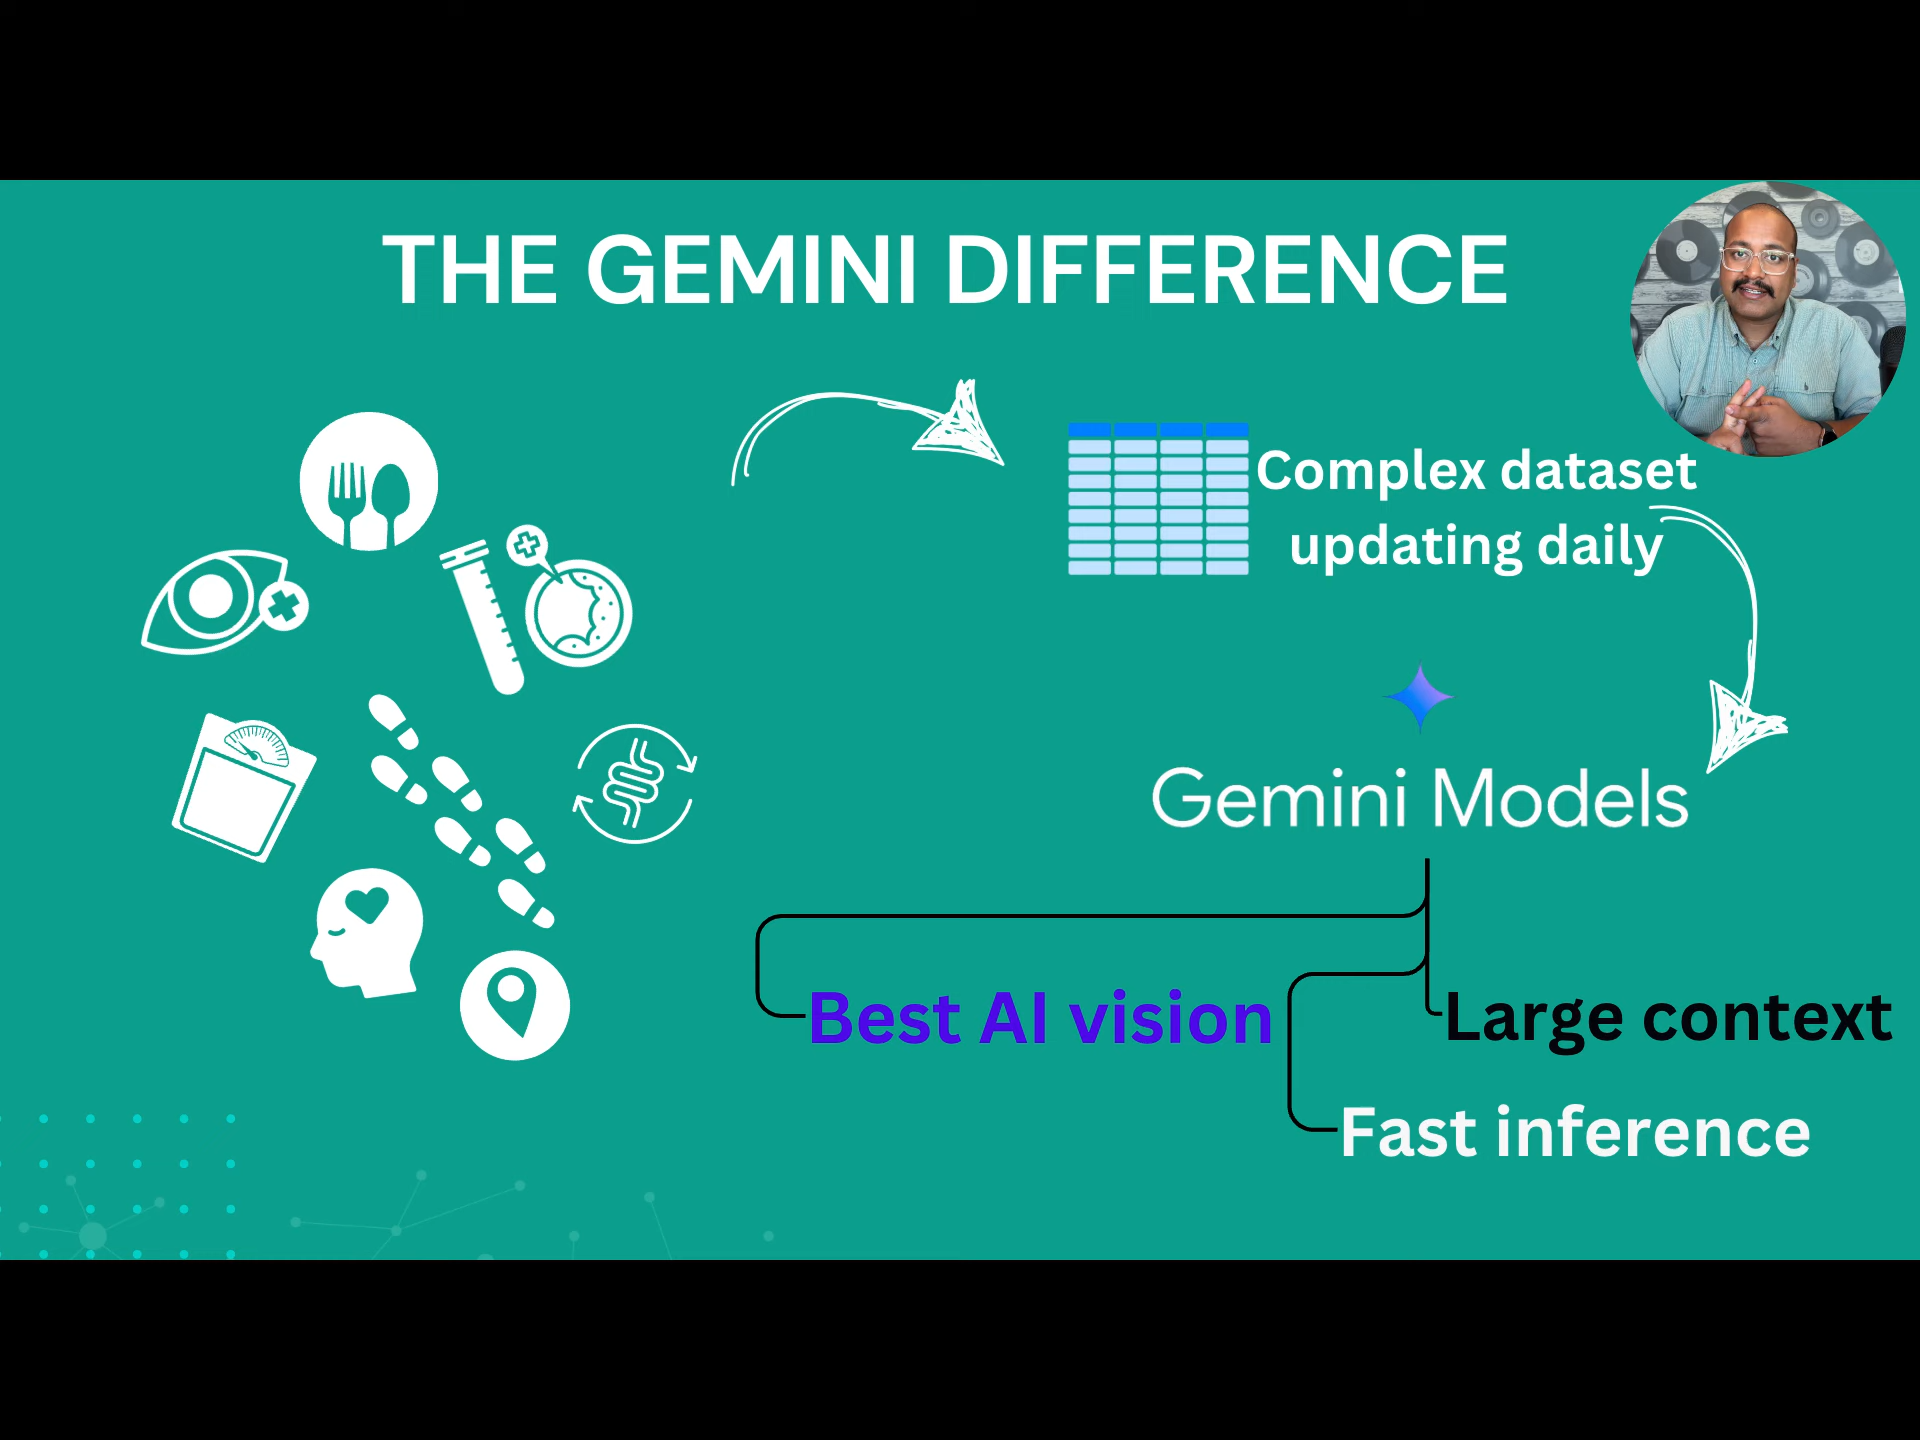 THE GEMINI DIFFERENCE
Complex dataset
updating daily
Gemini Models
Best AI vision
Large context
Fast inference